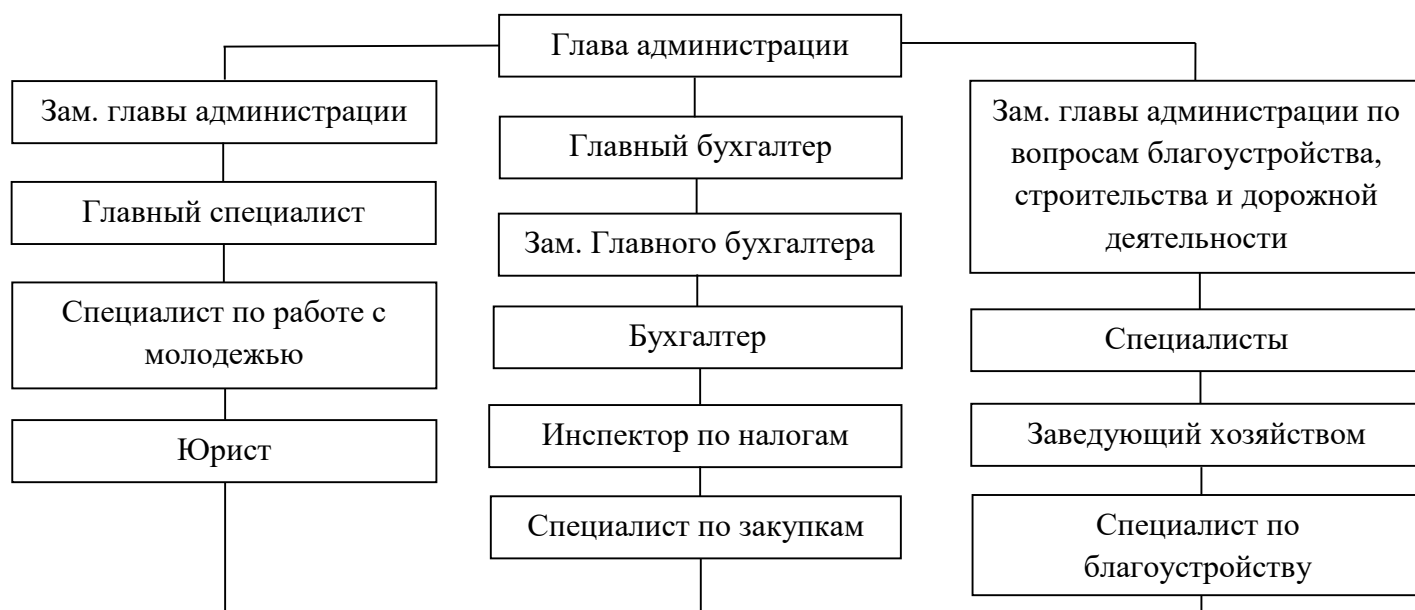 Глава администрации
Зам. главы администрации
Главный специалист
Специалист по работе с
молодежью
Юрист
Главный бухгалтер
Зам. Главного бухгалтера
Бухгалтер
Инспектор по налогам
Специалист по закупкам
Зам. главы администрации по
вопросам благоустройства,
строительства и дорожной
деятельности
Специалисты
Заведующий хозяйством
Специалист по
благоустройству